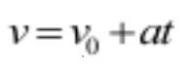 v = v₀ + at